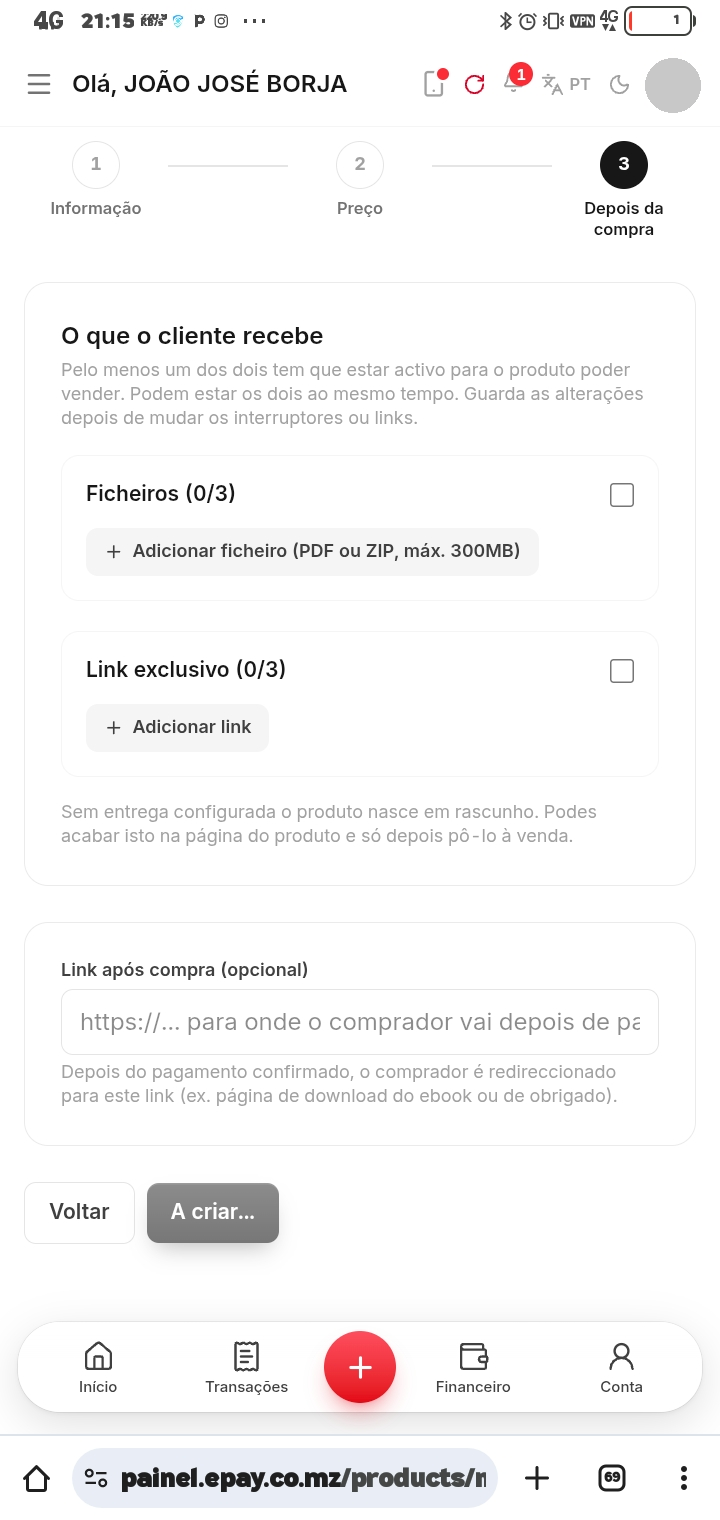 4G 21:15 KB/s P VPN 4G 1
Olá, JOÃO JOSÉ BORJA 1 PT
1 2 3
Informação Preço Depois da
compra
O que o cliente recebe
Pelo menos um dos dois tem que estar activo para o produto poder
vender. Podem estar os dois ao mesmo tempo. Guarda as alterações
depois de mudar os interruptores ou links.
Ficheiros (0/3)
+ Adicionar ficheiro (PDF ou ZIP, máx. 300MB)
Link exclusivo (0/3)
+ Adicionar link
Sem entrega configurada o produto nasce em rascunho. Podes
acabar isto na página do produto e só depois pô-lo à venda.
Link após compra (opcional)
https://... para onde o comprador vai depois de pa
Depois do pagamento confirmado, o comprador é redireccionado
para este link (ex. página de download do ebook ou de obrigado).
Voltar A criar...
Início Transações Financeiro Conta
painel.epay.co.mz/products/n 69